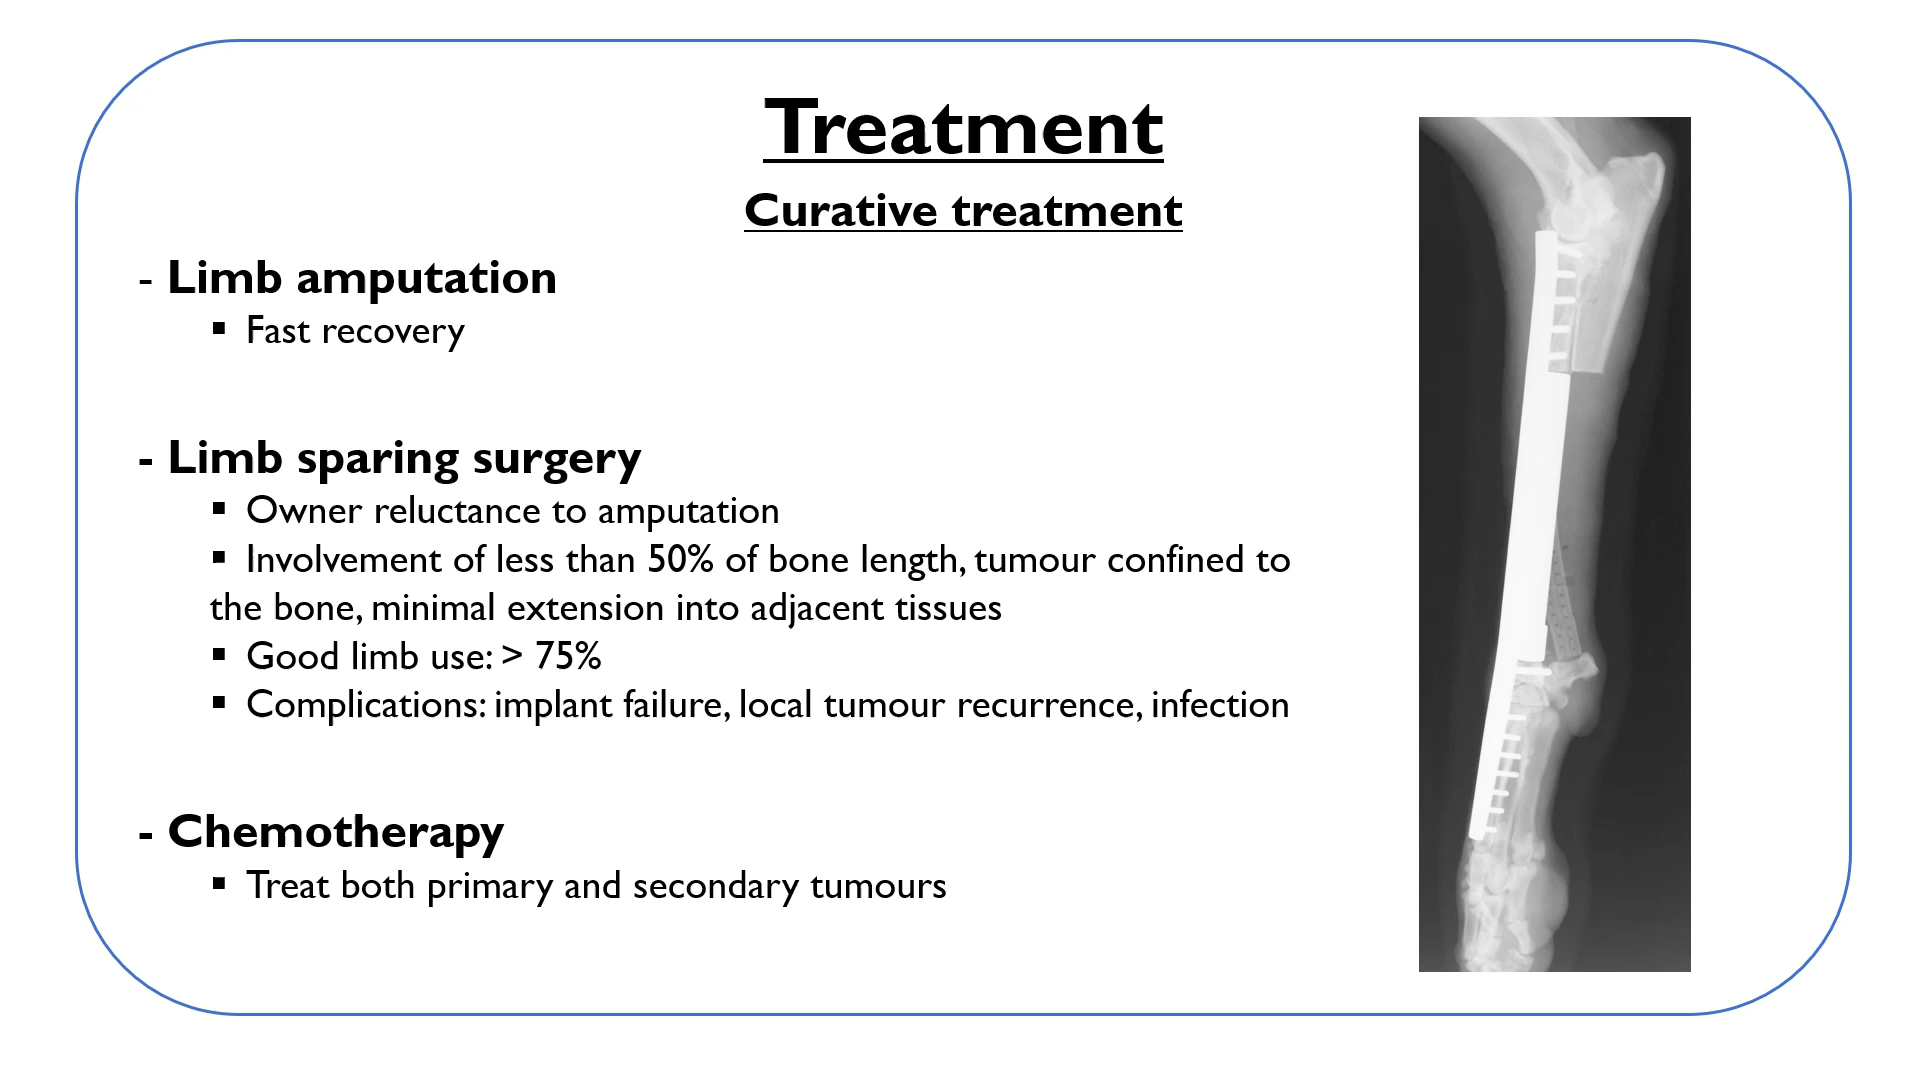 Treatment
Curative treatment
- Limb amputation
▪ Fast recovery
- Limb sparing surgery
▪ Owner reluctance to amputation
▪ Involvement of less than 50% of bone length, tumour confined to
the bone, minimal extension into adjacent tissues
▪ Good limb use: > 75%
▪ Complications: implant failure, local tumour recurrence, infection
- Chemotherapy
▪ Treat both primary and secondary tumours